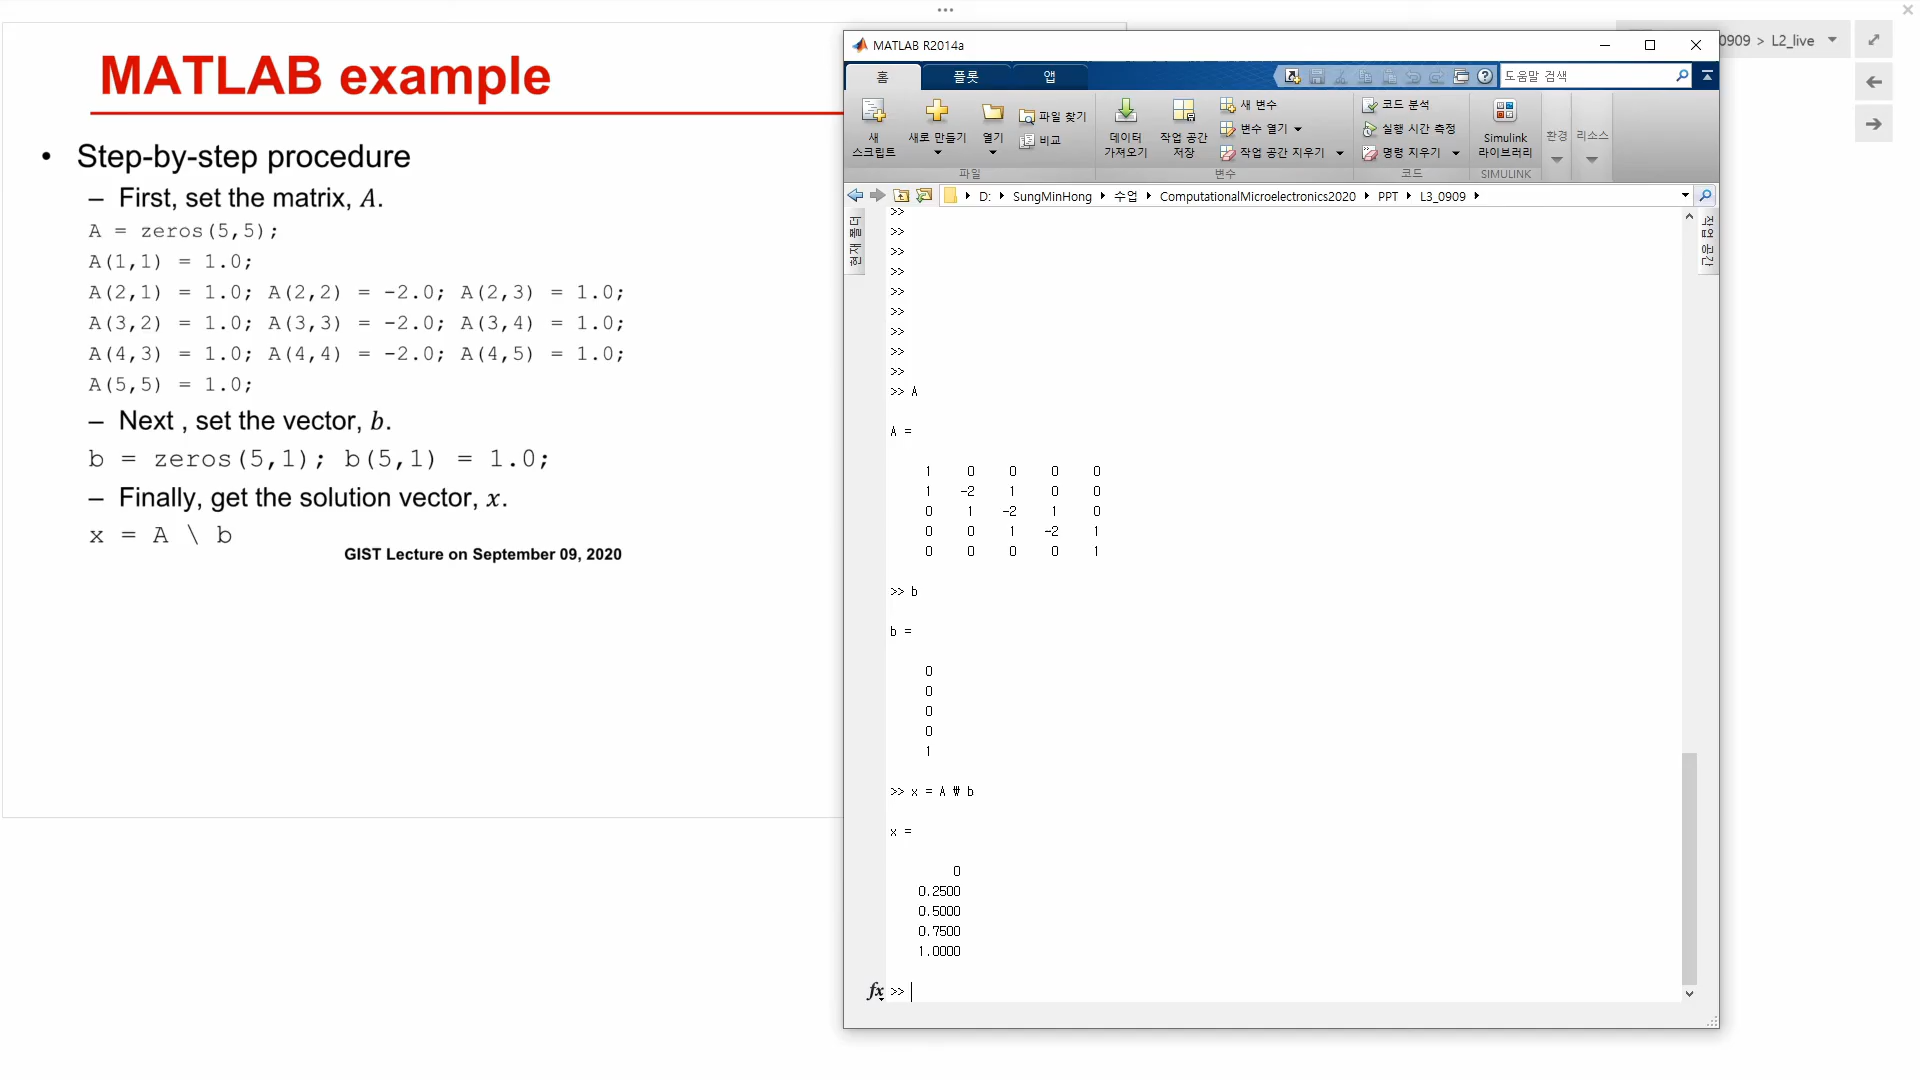 MATLAB example
• Step-by-step procedure
– First, set the matrix, A.
A = zeros(5,5);
A(1,1) = 1.0;
A(2,1) = 1.0; A(2,2) = -2.0; A(2,3) = 1.0;
A(3,2) = 1.0; A(3,3) = -2.0; A(3,4) = 1.0;
A(4,3) = 1.0; A(4,4) = -2.0; A(4,5) = 1.0;
A(5,5) = 1.0;
– Next , set the vector, b.
b = zeros(5,1); b(5,1) = 1.0;
– Finally, get the solution vector, x.
x = A \ b
GIST Lecture on September 09, 2020
MATLAB R2014a
0909 > L2_live
홈 플롯 앱
도움말 검색
새 스크립트
새로 만들기
열기
파일 찾기
비교
파일
데이터 가져오기
작업 공간 저장
새 변수
변수 열기
작업 공간 지우기
변수
코드 분석
실행 시간 측정
명령 지우기
코드
Simulink 라이브러리
SIMULINK
환경
리소스
D: SungMinHong 수업 ComputationalMicroelectronics2020 PPT L3_0909
현재 폴더
작업 공간
>>
>>
>>
>>
>>
>>
>>
>>
>>
>> A
A =
1 0 0 0 0
1 -2 1 0 0
0 1 -2 1 0
0 0 1 -2 1
0 0 0 0 1
>> b
b =
0
0
0
0
1
>> x = A ₩ b
x =
0
0.2500
0.5000
0.7500
1.0000
fx >>